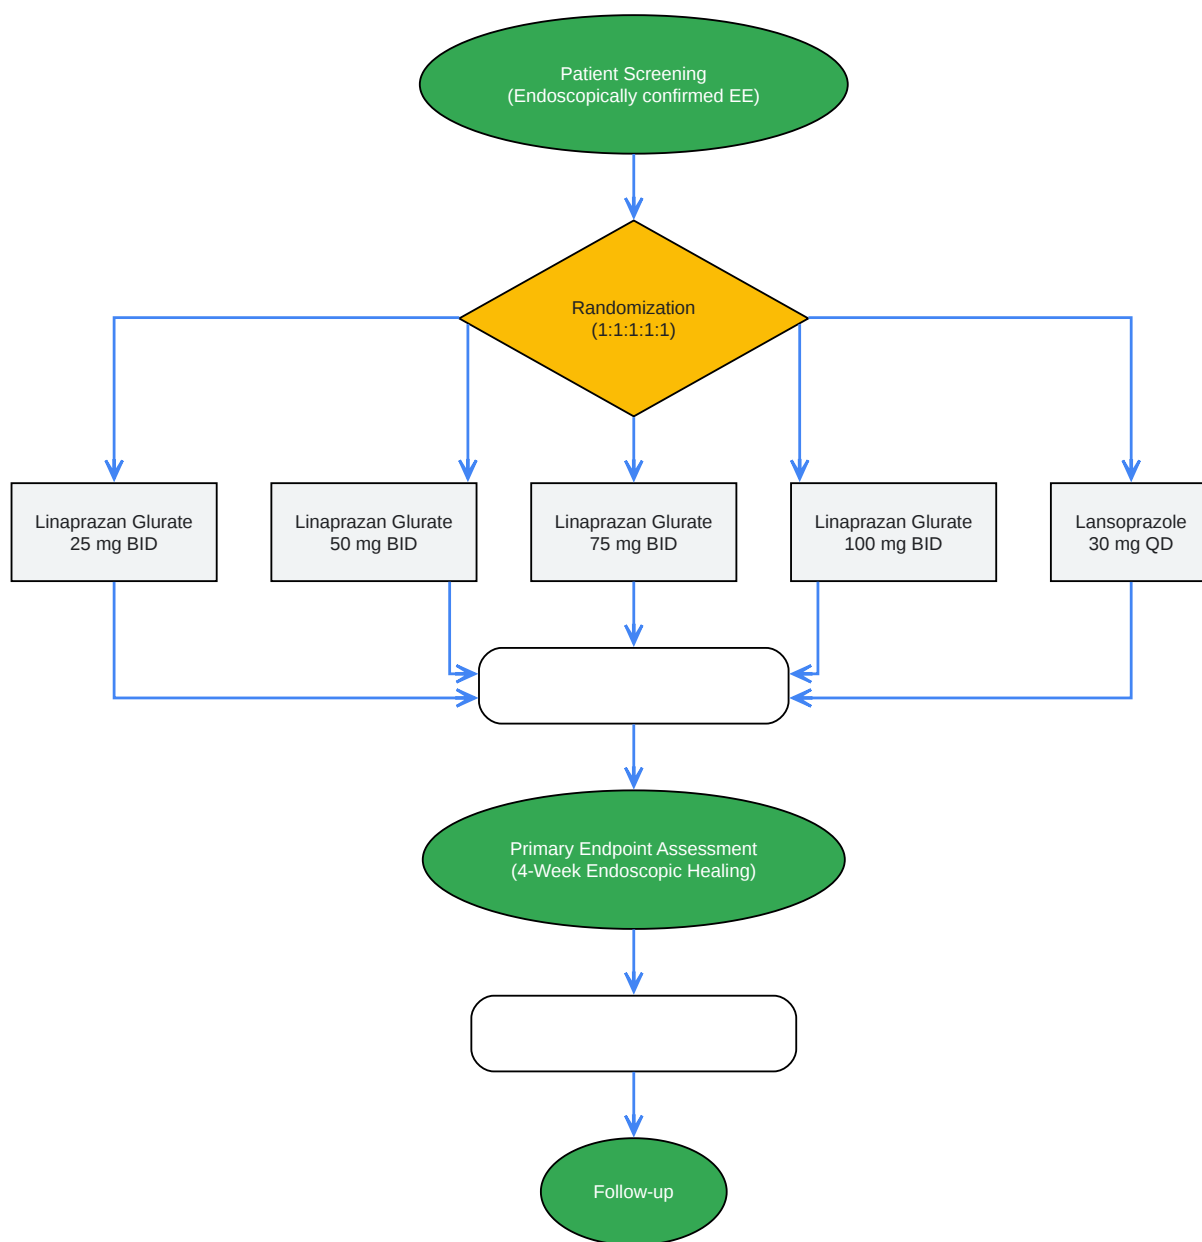 Patient Screening
(Endoscopically confirmed EE)
Randomization
(1:1:1:1:1)
Linaprazan Glurate
25 mg BID
Linaprazan Glurate
50 mg BID
Linaprazan Glurate
75 mg BID
Linaprazan Glurate
100 mg BID
Lansoprazole
30 mg QD
Primary Endpoint Assessment
(4-Week Endoscopic Healing)
Follow-up